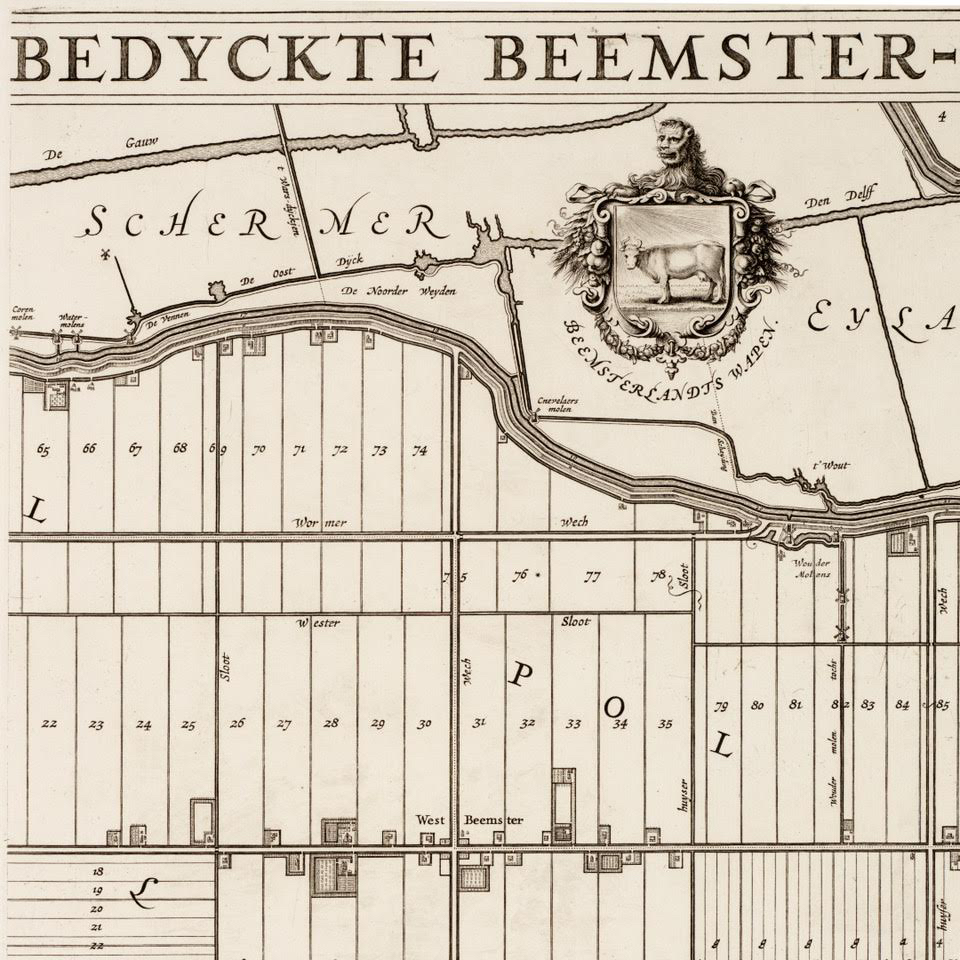 BEDYCKTE BEEMSTER-
4
De Gauw
Den Delff
SCHERMER
EYLA
De Oost Dÿck
De Noorder Weyden
De Vennen
Coren molen
Water-molens
BEEMSTERLANDTS WAPEN
Cnevelaers molen
t' Wout
65 66 67 68 69 70 71 72 73 74
L
Wormer Wech
Wouder Molens
75 76 77 78
Sloot
Wech
Wester Sloot
Sloot
Wech
P O L
22 23 24 25 26 27 28 29 30 31 32 33 34 35 79 80 81 82 83 84 85
tocht
molen
Wouder
huyser
West Beemster
18
19
20
21
22
L
huyser
4